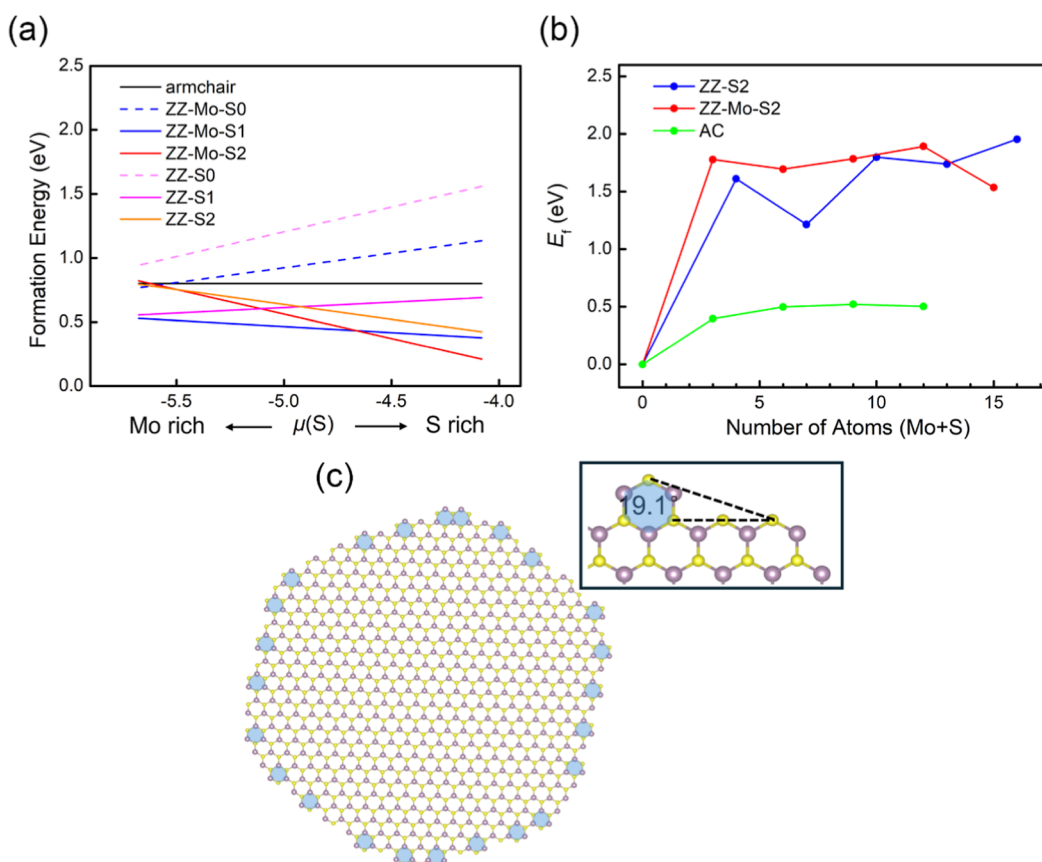 (a)
Formation Energy (eV)
2.5
2.0
1.5
1.0
0.5
0.0
armchair
ZZ-Mo-S0
ZZ-Mo-S1
ZZ-Mo-S2
ZZ-S0
ZZ-S1
ZZ-S2
-5.5 -5.0 -4.5 -4.0
Mo rich ← μ(S) → S rich
(b)
E_f (eV)
2.5
2.0
1.5
1.0
0.5
0.0
ZZ-S2
ZZ-Mo-S2
AC
0 5 10 15
Number of Atoms (Mo+S)
(c)
19.1°